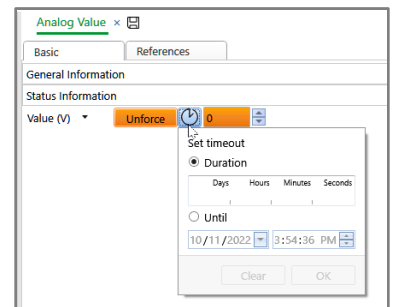 Analog Value ×
Basic References
General Information
Status Information
Value (V) Unforce 0
Set timeout
Duration
Days Hours Minutes Seconds
Until
10/11/2022 3:54:36 PM
Clear OK